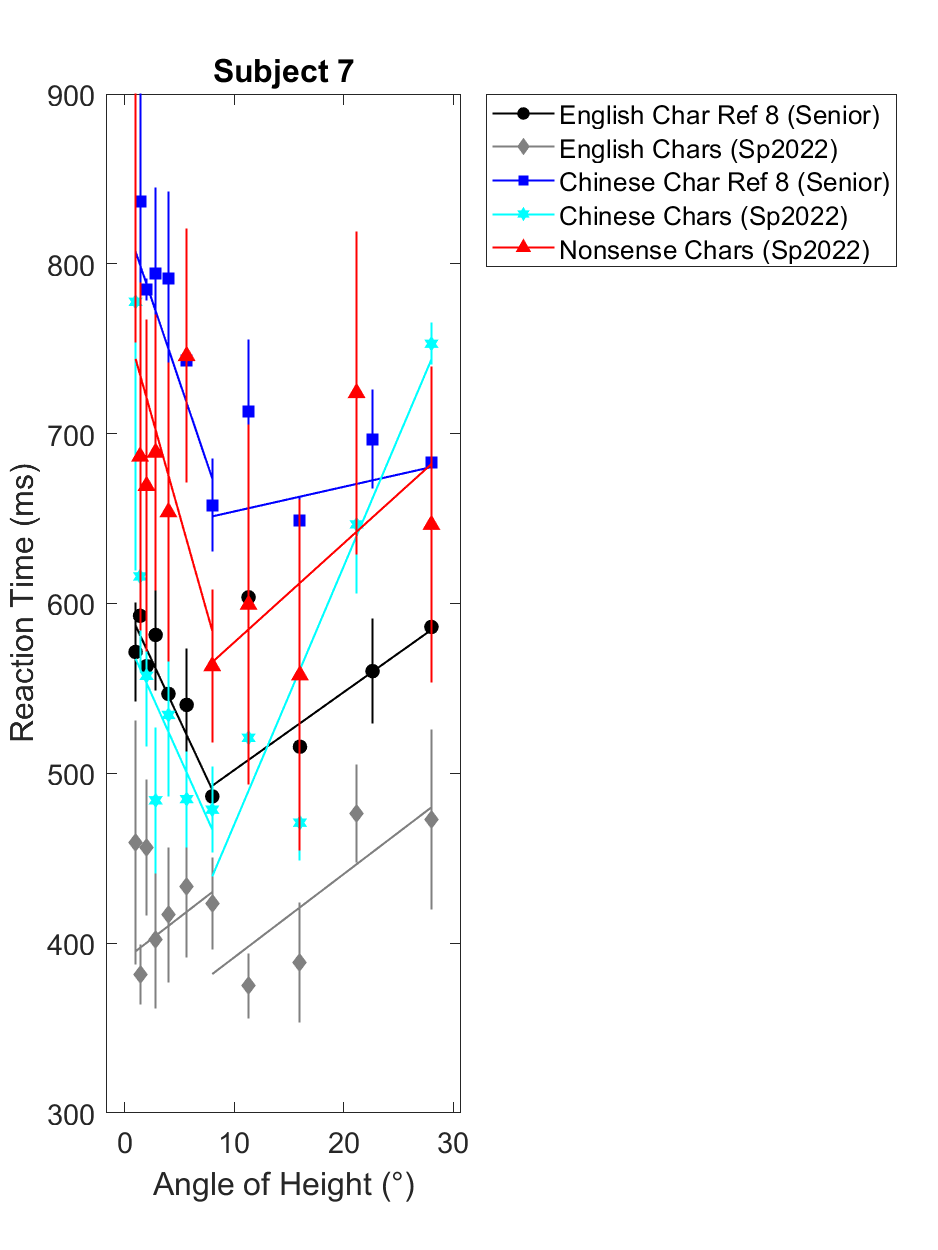 Subject 7
900
800
700
600
500
400
300
Reaction Time (ms)
0 10 20 30
Angle of Height (°)
English Char Ref 8 (Senior)
English Chars (Sp2022)
Chinese Char Ref 8 (Senior)
Chinese Chars (Sp2022)
Nonsense Chars (Sp2022)